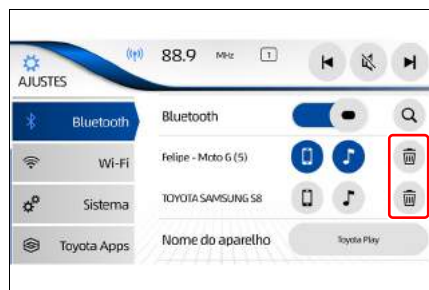 88.9 MHz 1
AJUSTES
Bluetooth
Bluetooth
Wi-Fi
Felipe - Moto G (5)
Sistema
TOYOTA SAMSUNG S8
Toyota Apps
Nome do aparelho
Toyota Play